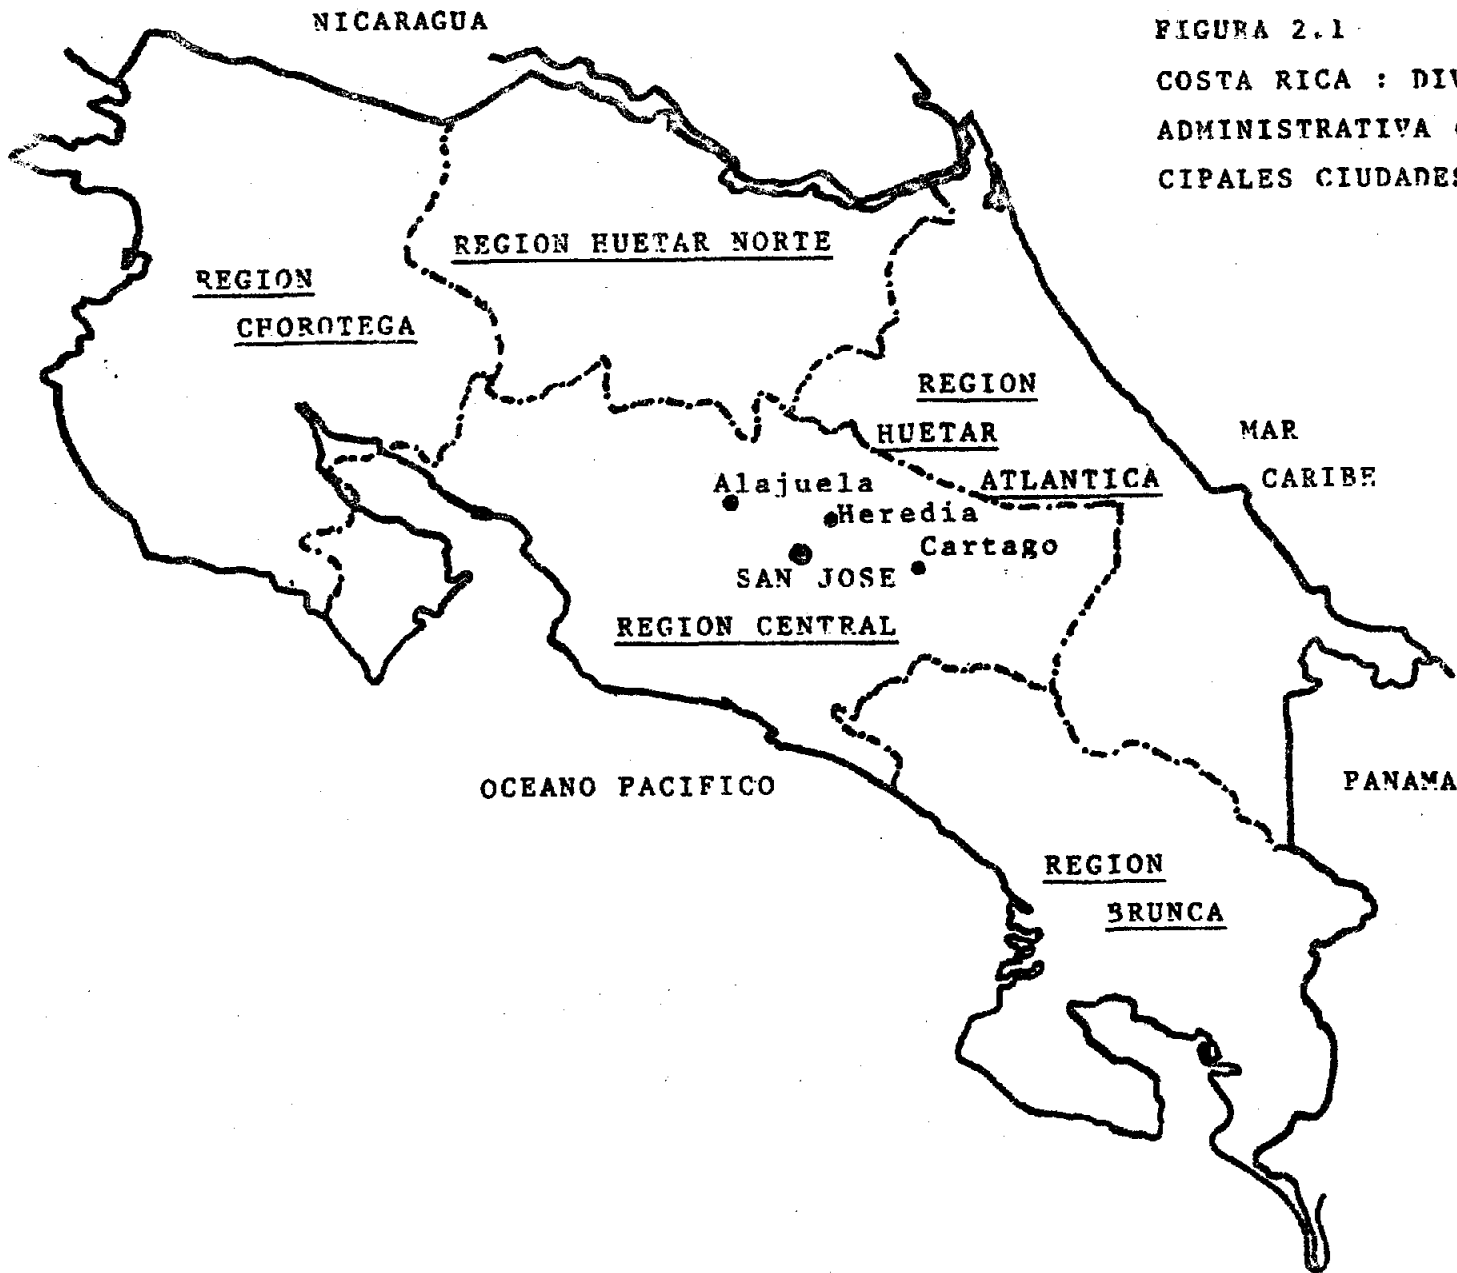 NICARAGUA
FIGURA 2.1
COSTA RICA :
ADMINISTRATIVA
CIPALES CIUDADES
REGION HUETAR NORTE
REGION
CHOROTEGA
REGION
HUETAR
ATLANTICA
MAR
CARIBE
Alajuela
Heredia
Cartago
SAN JOSE
REGION CENTRAL
OCEANO PACIFICO
PANAMA
REGION
BRUNCA